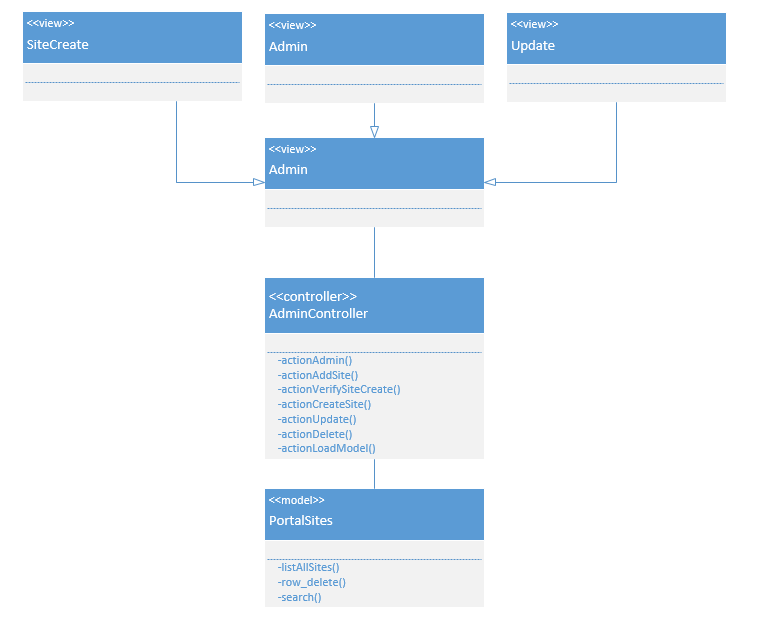 <<view>>
SiteCreate
<<view>>
Admin
<<view>>
Update
<<view>>
Admin
<<controller>>
AdminController
-actionAdmin()
-actionAddSite()
-actionVerifySiteCreate()
-actionCreateSite()
-actionUpdate()
-actionDelete()
-actionLoadModel()
<<model>>
PortalSites
-listAllSites()
-row_delete()
-search()